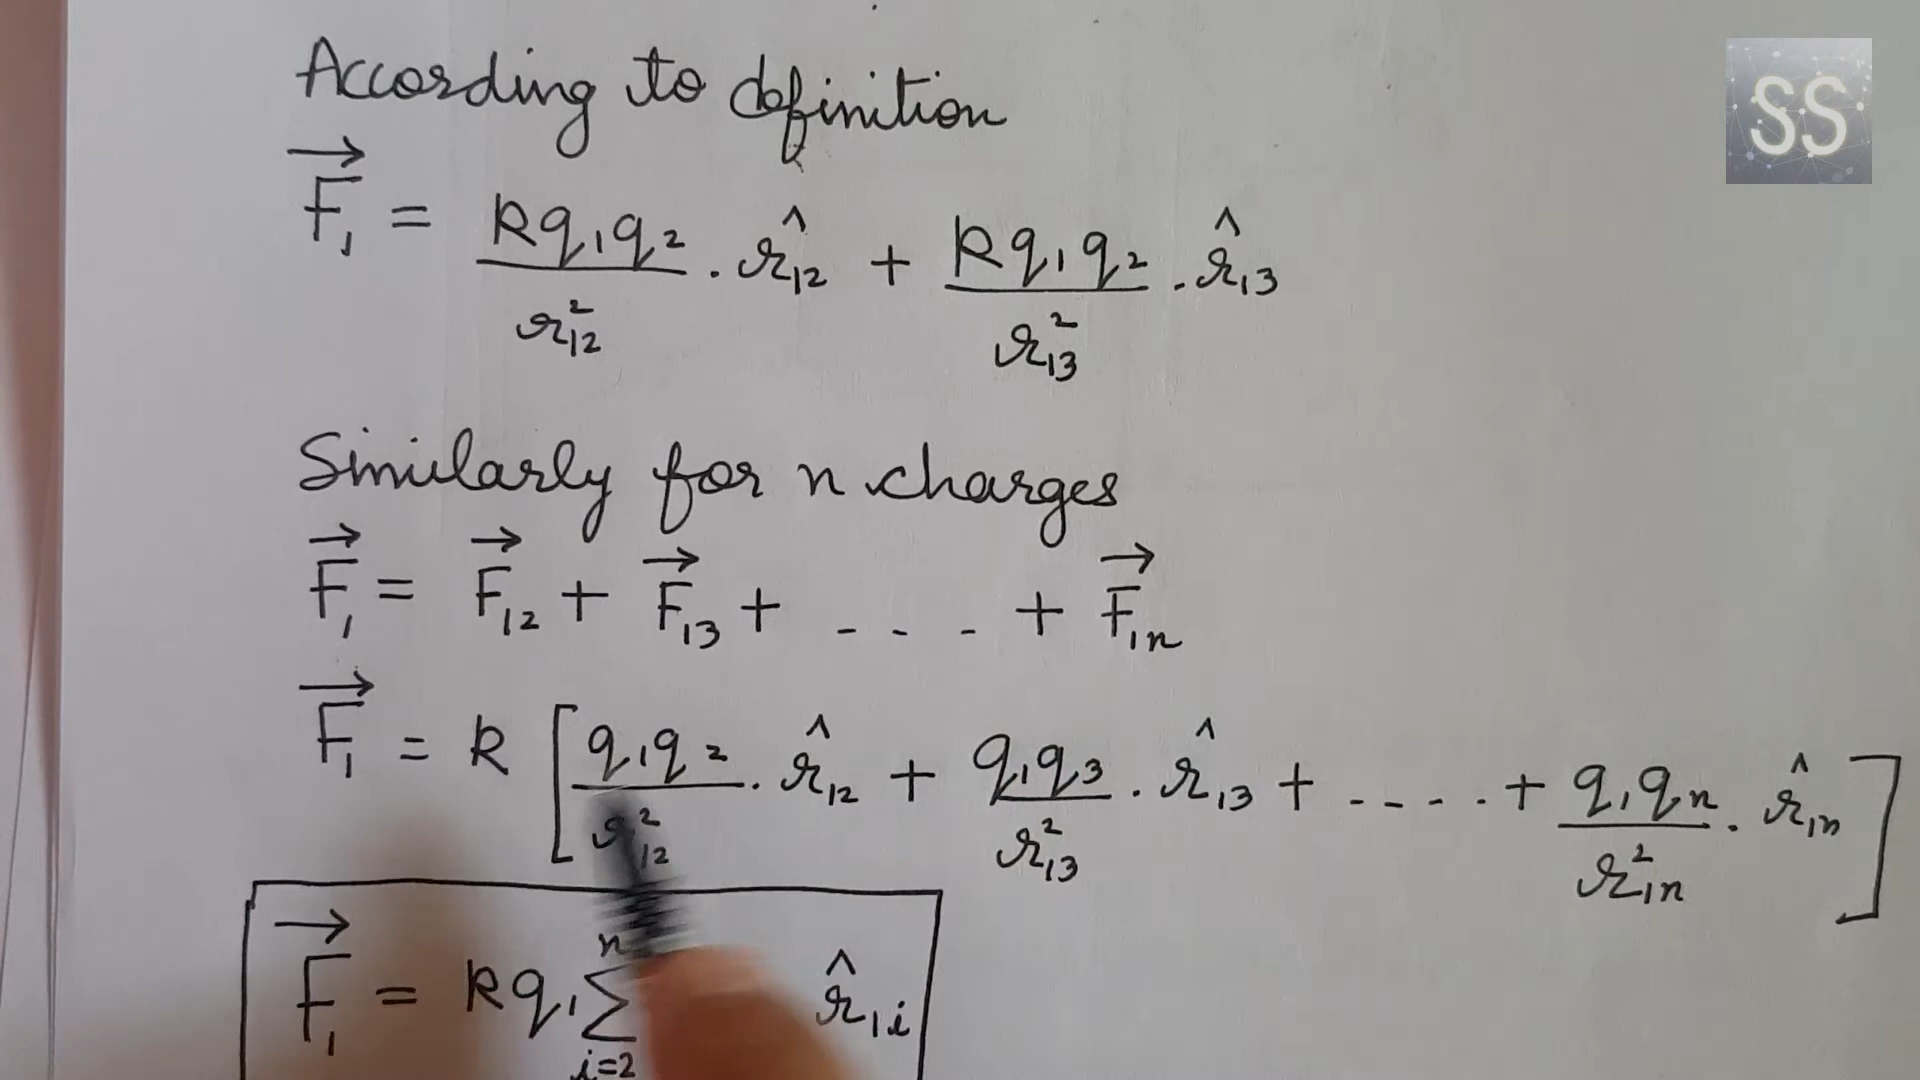 SS
According to definition
F⃗₁ = kq₁q₂/r₁₂² . r̂₁₂ + kq₁q₂/r₁₃² . r̂₁₃
Similarly for n charges
F⃗₁ = F⃗₁₂ + F⃗₁₃ + - - - + F⃗₁ₙ
F⃗₁ = k [ q₁q₂/r₁₂² . r̂₁₂ + q₁q₃/r₁₃² . r̂₁₃ + - - - - . + q₁qₙ/r₁ₙ² . r̂₁ₙ ]
F⃗₁ = kq₁ Σ n i=2 r̂₁ᵢ